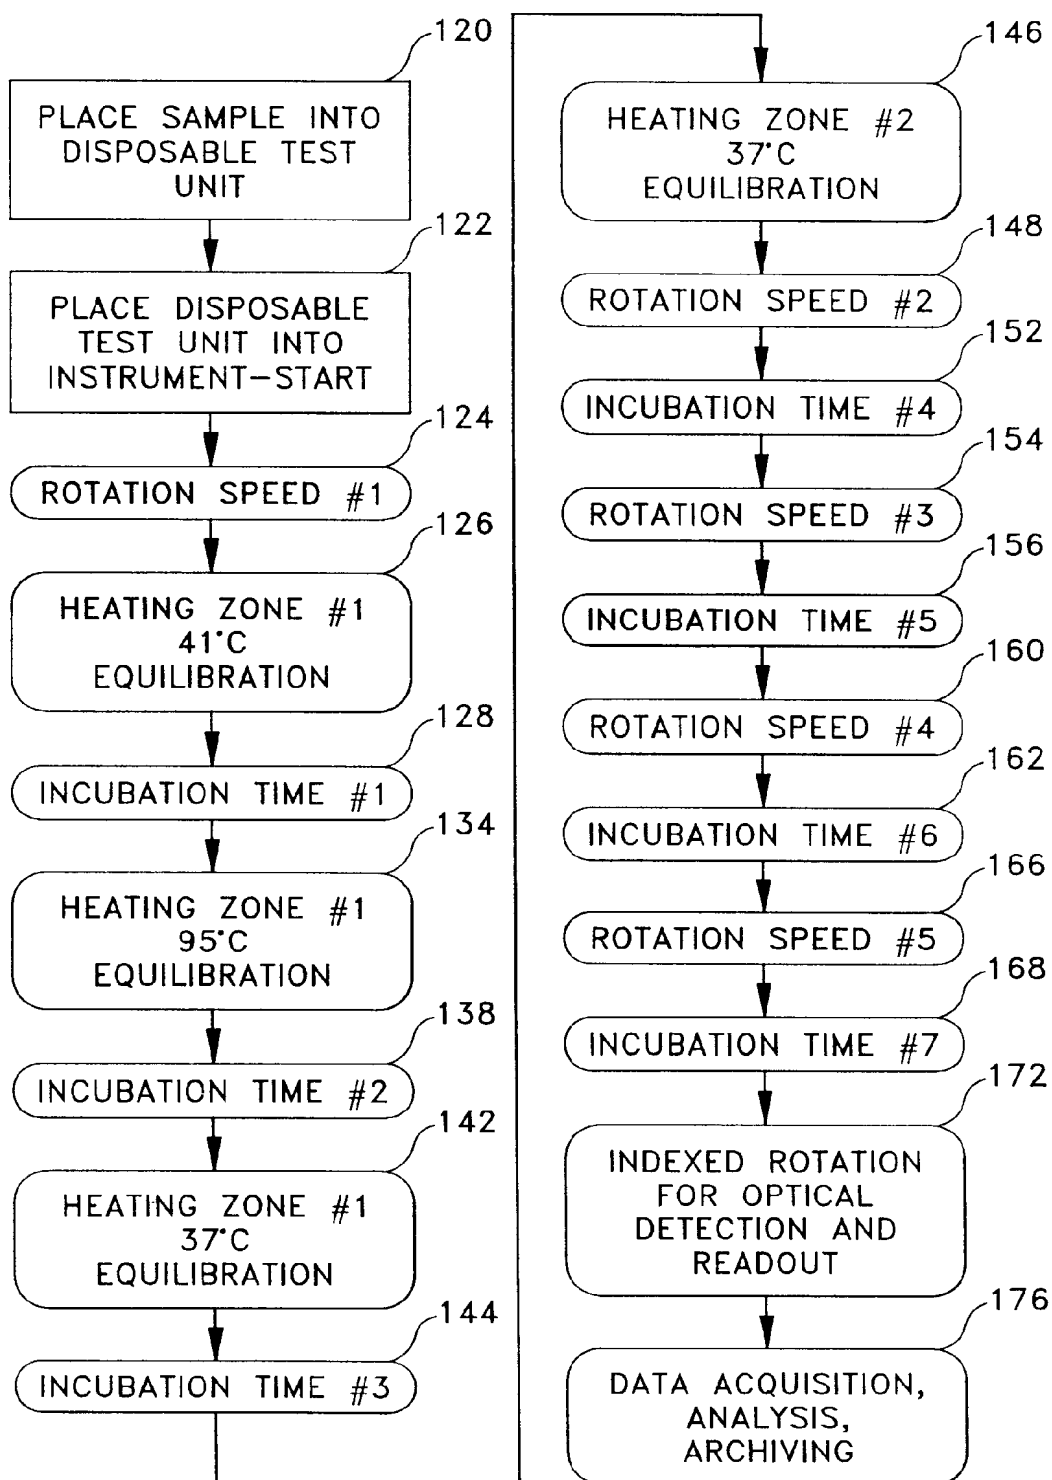 120
PLACE SAMPLE INTO
DISPOSABLE TEST
UNIT
122
PLACE DISPOSABLE
TEST UNIT INTO
INSTRUMENT-START
124
ROTATION SPEED #1
126
HEATING ZONE #1
41°C
EQUILIBRATION
128
INCUBATION TIME #1
134
HEATING ZONE #1
95°C
EQUILIBRATION
138
INCUBATION TIME #2
142
HEATING ZONE #1
37°C
EQUILIBRATION
144
INCUBATION TIME #3
146
HEATING ZONE #2
37°C
EQUILIBRATION
148
ROTATION SPEED #2
152
INCUBATION TIME #4
154
ROTATION SPEED #3
156
INCUBATION TIME #5
160
ROTATION SPEED #4
162
INCUBATION TIME #6
166
ROTATION SPEED #5
168
INCUBATION TIME #7
172
INDEXED ROTATION
FOR OPTICAL
DETECTION AND
READOUT
176
DATA ACQUISITION,
ANALYSIS,
ARCHIVING